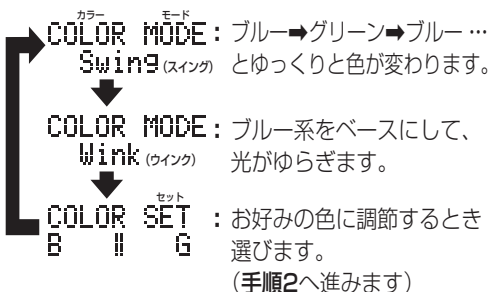 カラー モード
COLOR MODE：ブルー➡グリーン➡ブルー…
Swing（スイング） とゆっくりと色が変わります。
COLOR MODE：ブルー系をベースにして、
Wink（ウインク） 光がゆらぎます。
セット
COLOR SET ：お好みの色に調節するとき
B G 選びます。
（手順2へ進みます）